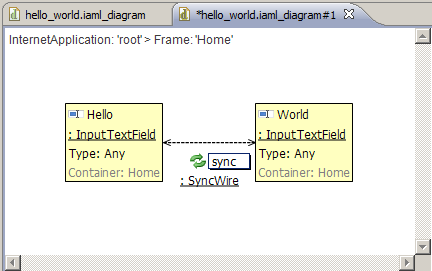 hello_world.iaml_diagram
*hello_world.iaml_diagram#1
InternetApplication: 'root' > Frame: 'Home'
Hello
: InputTextField
Type: Any
Container: Home
World
: InputTextField
Type: Any
Container: Home
sync
: SyncWire